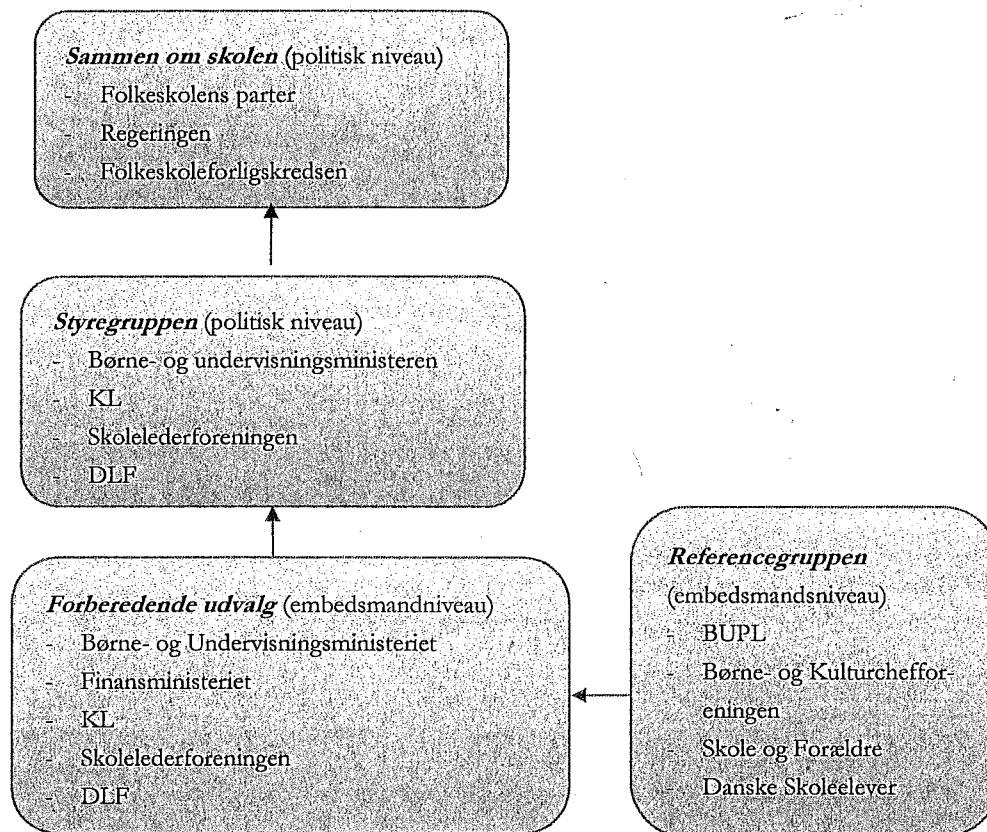 Sammen om skolen (politisk niveau)
- Folkeskolens parter
- Regeringen
- Folkeskoleforligskredsen
Styregruppen (politisk niveau)
- Børne- og undervisningsministeren
- KL
- Skolelederforeningen
- DLF
Forberedende udvalg (embedsmandniveau)
- Børne- og Undervisningsministeriet
- Finansministeriet
- KL
- Skolelederforeningen
- DLF
Referencegruppen
(embedsmandsniveau)
- BUPL
- Børne- og Kulturcheffor-
eningen
- Skole og Forældre
- Danske Skoleelever